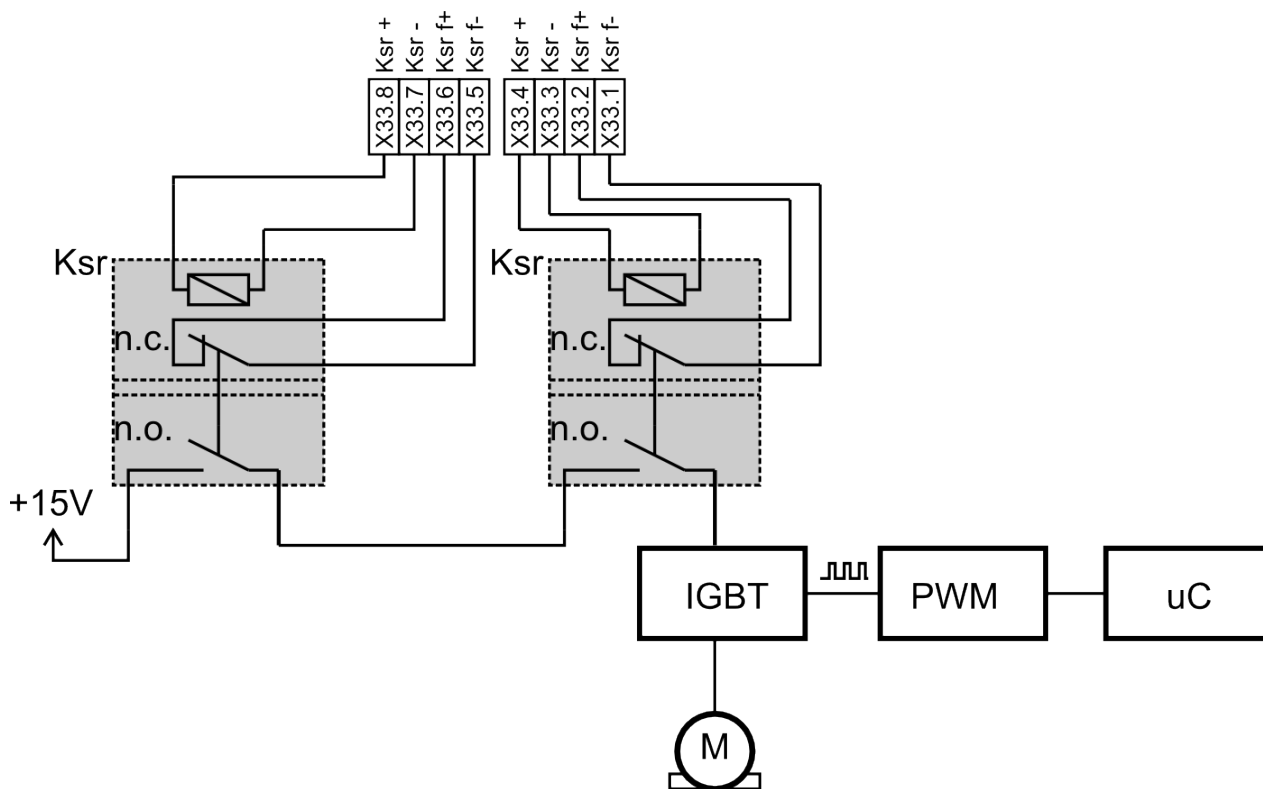 Ksr +
Ksr -
Ksr f+
Ksr f-
Ksr +
Ksr -
Ksr f+
Ksr f-
X33.8
X33.7
X33.6
X33.5
X33.4
X33.3
X33.2
X33.1
Ksr
Ksr
n.c.
n.c.
n.o.
n.o.
+15V
IGBT
PWM
uC
M